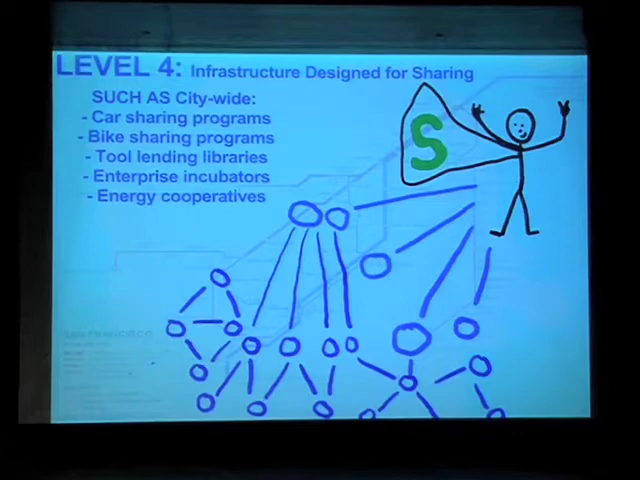 LEVEL 4: Infrastructure Designed for Sharing
SUCH AS City-wide:
- Car sharing programs
- Bike sharing programs
- Tool lending libraries
- Enterprise incubators
- Energy cooperatives
S
SAN FRANCISCO